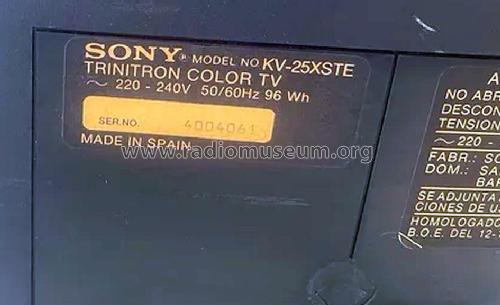 SONY® MODEL NO KV-25XSTE
TRINITRON COLOR TV
~ 220 - 240V 50/60Hz 96 Wh
SER.NO. 4004061
MADE IN SPAIN
www.radiomuseum.org
A
NO ABR
DESCON
TENSION
~ 220 -
FABR.: SO
DOM.: SA
BAR
SE ADJUNTA
CIONES DE US
HOMOLOGADO
B.O.E. DEL 12-